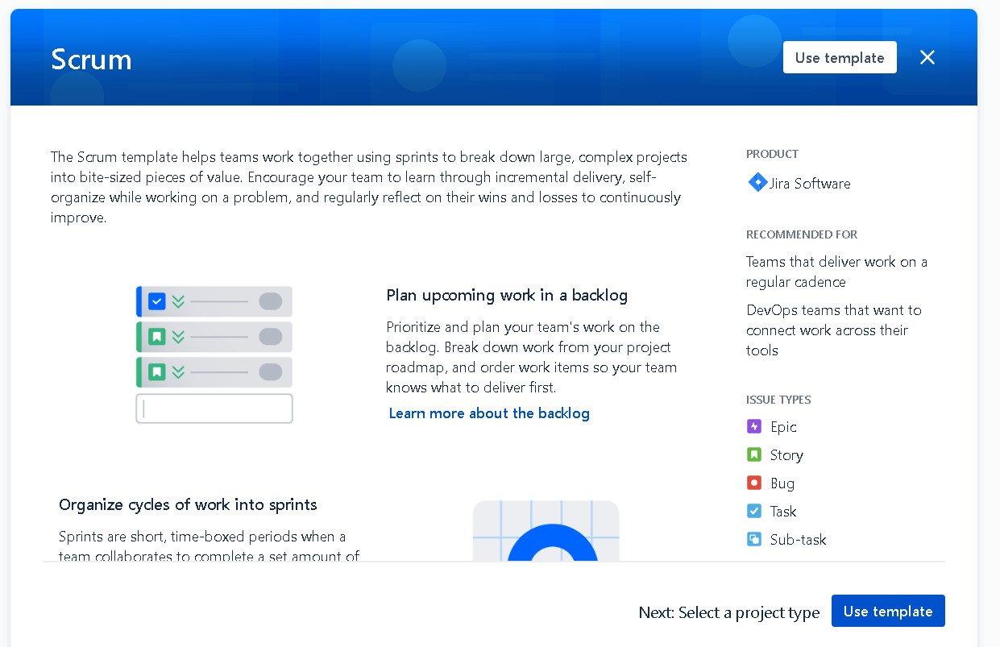 Scrum
Use template
The Scrum template helps teams work together using sprints to break down large, complex projects
into bite-sized pieces of value. Encourage your team to learn through incremental delivery, self-
organize while working on a problem, and regularly reflect on their wins and losses to continuously
improve.
Plan upcoming work in a backlog
Prioritize and plan your team's work on the
backlog. Break down work from your project
roadmap, and order work items so your team
knows what to deliver first.
Learn more about the backlog
Organize cycles of work into sprints
Sprints are short, time-boxed periods when a
team collaborates to complete a set amount of
PRODUCT
Jira Software
RECOMMENDED FOR
Teams that deliver work on a
regular cadence
DevOps teams that want to
connect work across their
tools
ISSUE TYPES
Epic
Story
Bug
Task
Sub-task
Next: Select a project type
Use template